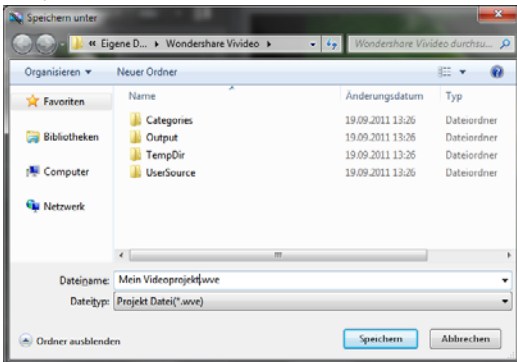 Speichern unter
« Eigene D... ▸ Wondershare Vivideo ▸
Wondershare Vivideo durchsu...
Organisieren ▾ Neuer Ordner
Favoriten
Bibliotheken
Computer
Netzwerk
Name Änderungsdatum Typ
Categories 19.09.2011 13:26 Dateiordner
Output 19.09.2011 13:26 Dateiordner
TempDir 19.09.2011 13:26 Dateiordner
UserSource 19.09.2011 13:26 Dateiordner
Dateiname: Mein Videoprojekt.wve
Dateityp: Projekt Datei(*.wve)
Ordner ausblenden
Speichern Abbrechen